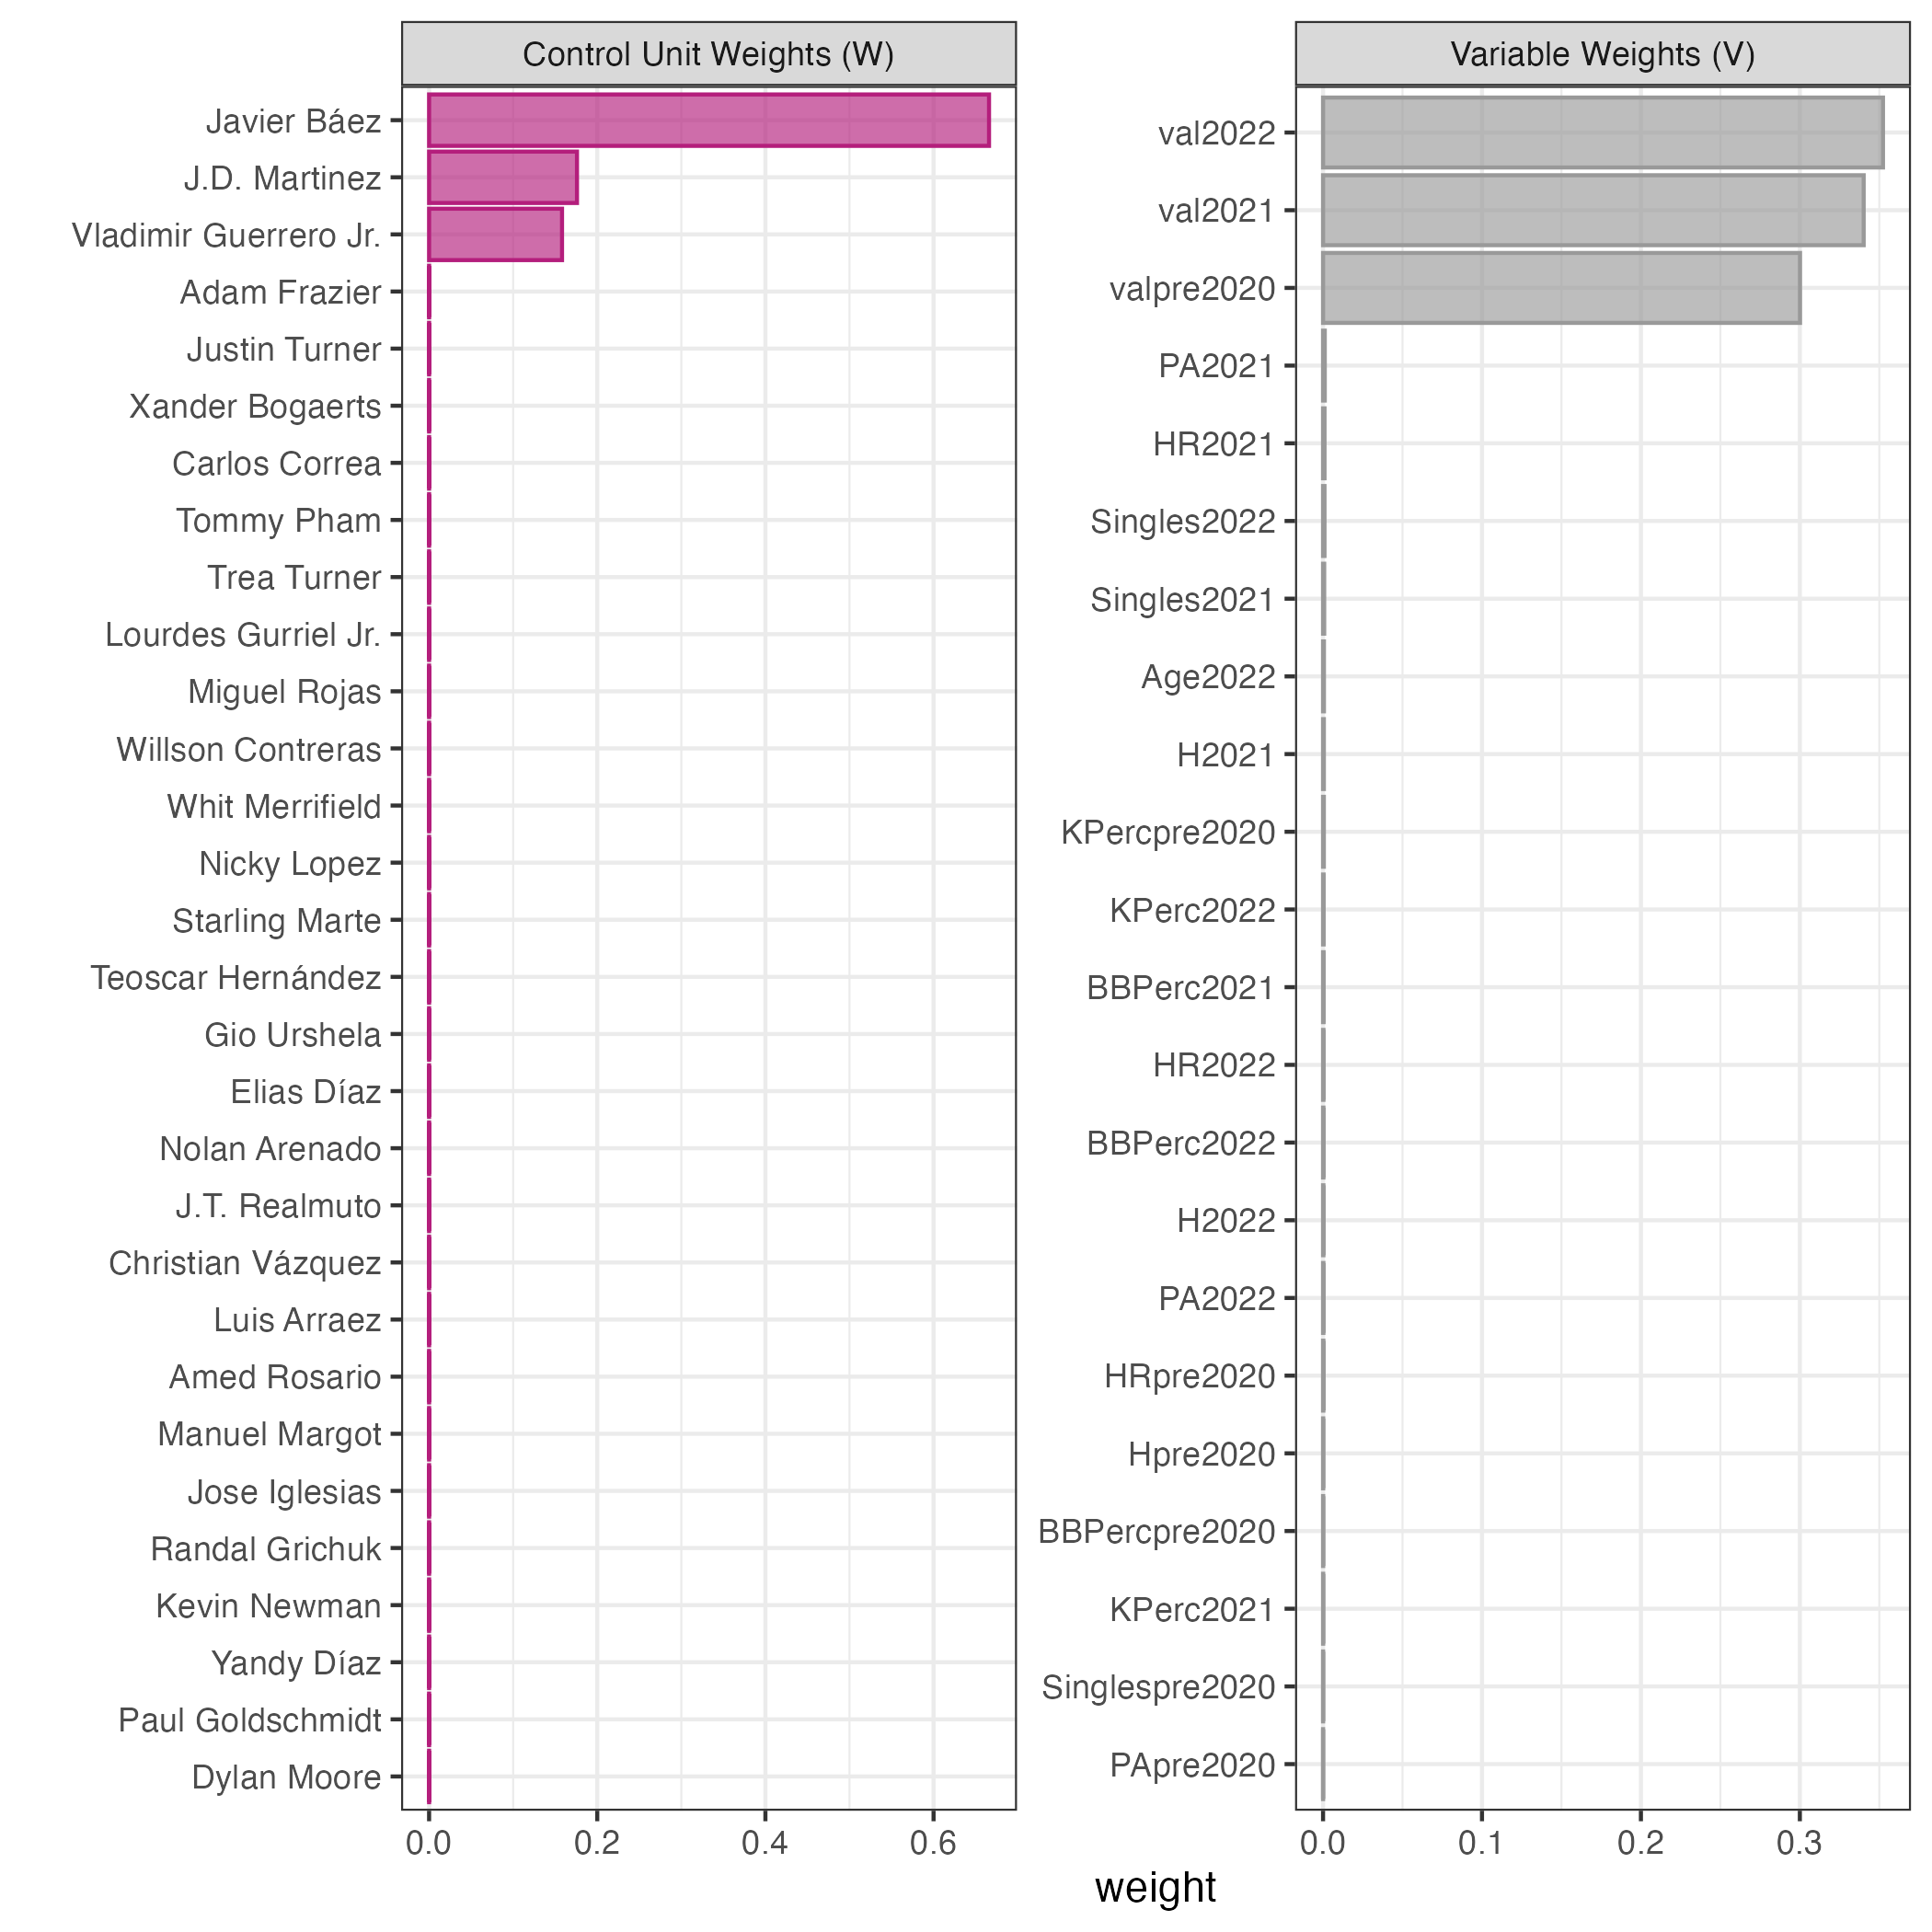 Control Unit Weights (W)
Javier Báez
J.D. Martinez
Vladimir Guerrero Jr.
Adam Frazier
Justin Turner
Xander Bogaerts
Carlos Correa
Tommy Pham
Trea Turner
Lourdes Gurriel Jr.
Miguel Rojas
Willson Contreras
Whit Merrifield
Nicky Lopez
Starling Marte
Teoscar Hernández
Gio Urshela
Elias Díaz
Nolan Arenado
J.T. Realmuto
Christian Vázquez
Luis Arraez
Amed Rosario
Manuel Margot
Jose Iglesias
Randal Grichuk
Kevin Newman
Yandy Díaz
Paul Goldschmidt
Dylan Moore
0.0 0.2 0.4 0.6
Variable Weights (V)
val2022
val2021
valpre2020
PA2021
HR2021
Singles2022
Singles2021
Age2022
H2021
KPercpre2020
KPerc2022
BBPerc2021
HR2022
BBPerc2022
H2022
PA2022
HRpre2020
Hpre2020
BBPercpre2020
KPerc2021
Singlespre2020
PApre2020
0.0 0.1 0.2 0.3
weight